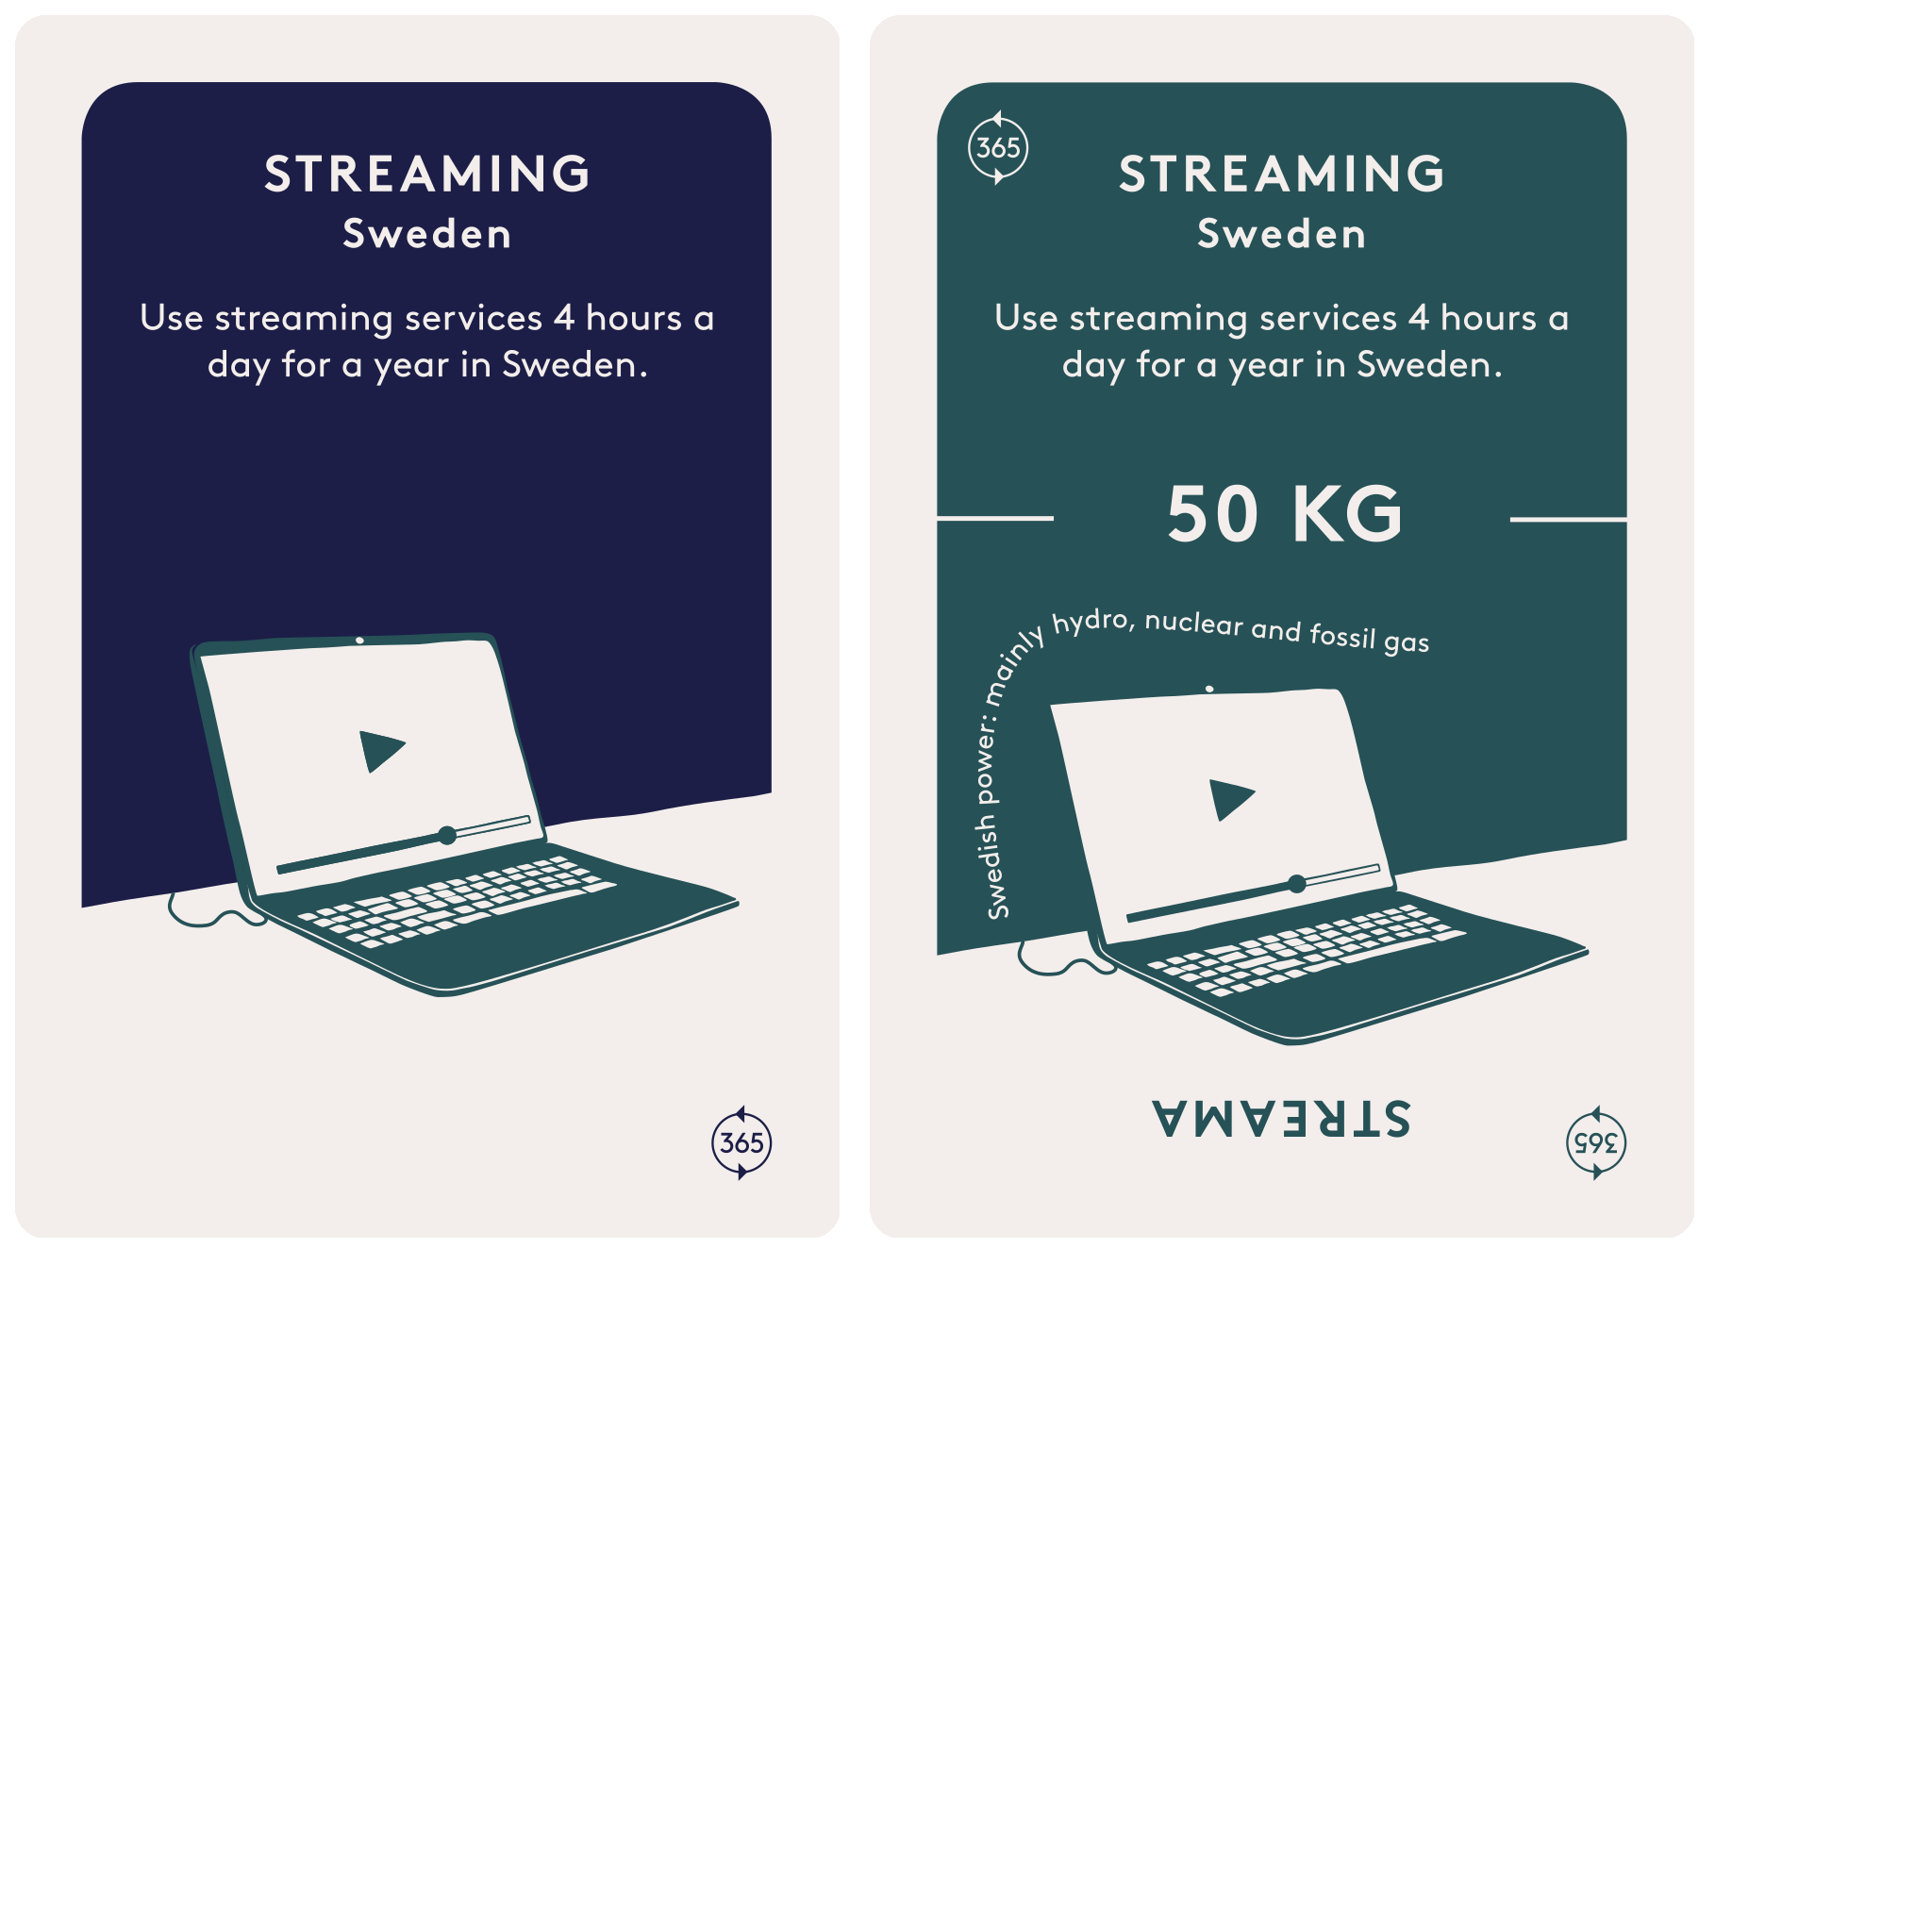 STREAMING
Sweden
Use streaming services 4 hours a
day for a year in Sweden.
365
365
STREAMING
Sweden
Use streaming services 4 hours a
day for a year in Sweden.
50 KG
Swedish power: mainly hydro, nuclear and fossil gas
STREAMA
365